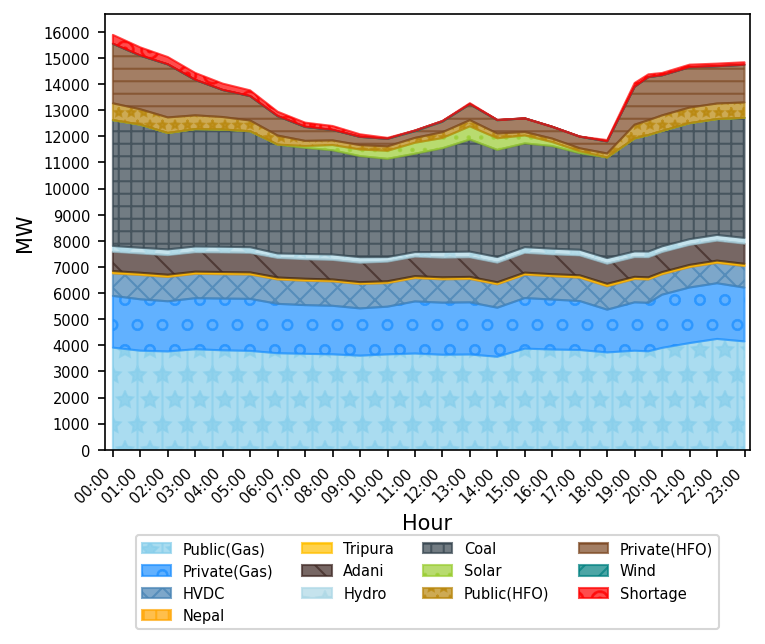 MW
16000
15000
14000
13000
12000
11000
10000
9000
8000
7000
6000
5000
4000
3000
2000
1000
0
00:00 01:00 02:00 03:00 04:00 05:00 06:00 07:00 08:00 09:00 10:00 11:00 12:00 13:00 14:00 15:00 16:00 17:00 18:00 19:00 20:00 21:00 22:00 23:00
Hour
Public(Gas) Tripura Coal Private(HFO)
Private(Gas) Adani Solar Wind
HVDC Hydro Public(HFO) Shortage
Nepal